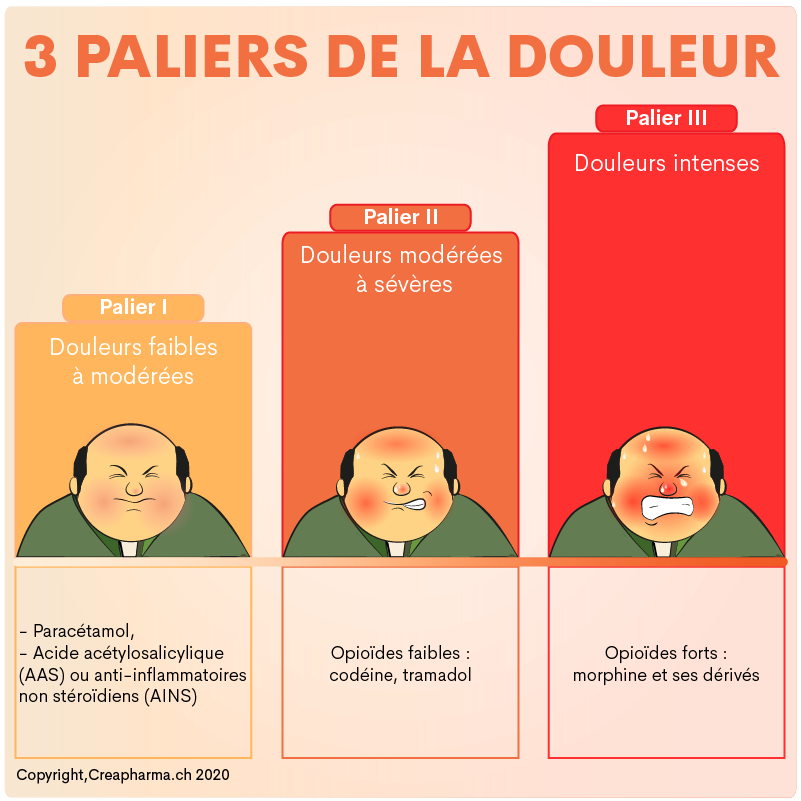 3 PALIERS DE LA DOULEUR
Palier I
Douleurs faibles
à modérées
- Paracétamol,
- Acide acétylosalicylique
(AAS) ou anti-inflammatoires
non stéroïdiens (AINS)
Palier II
Douleurs modérées
à sévères
Opioïdes faibles :
codéine, tramadol
Palier III
Douleurs intenses
Opioïdes forts :
morphine et ses dérivés
Copyright,Creapharma.ch 2020